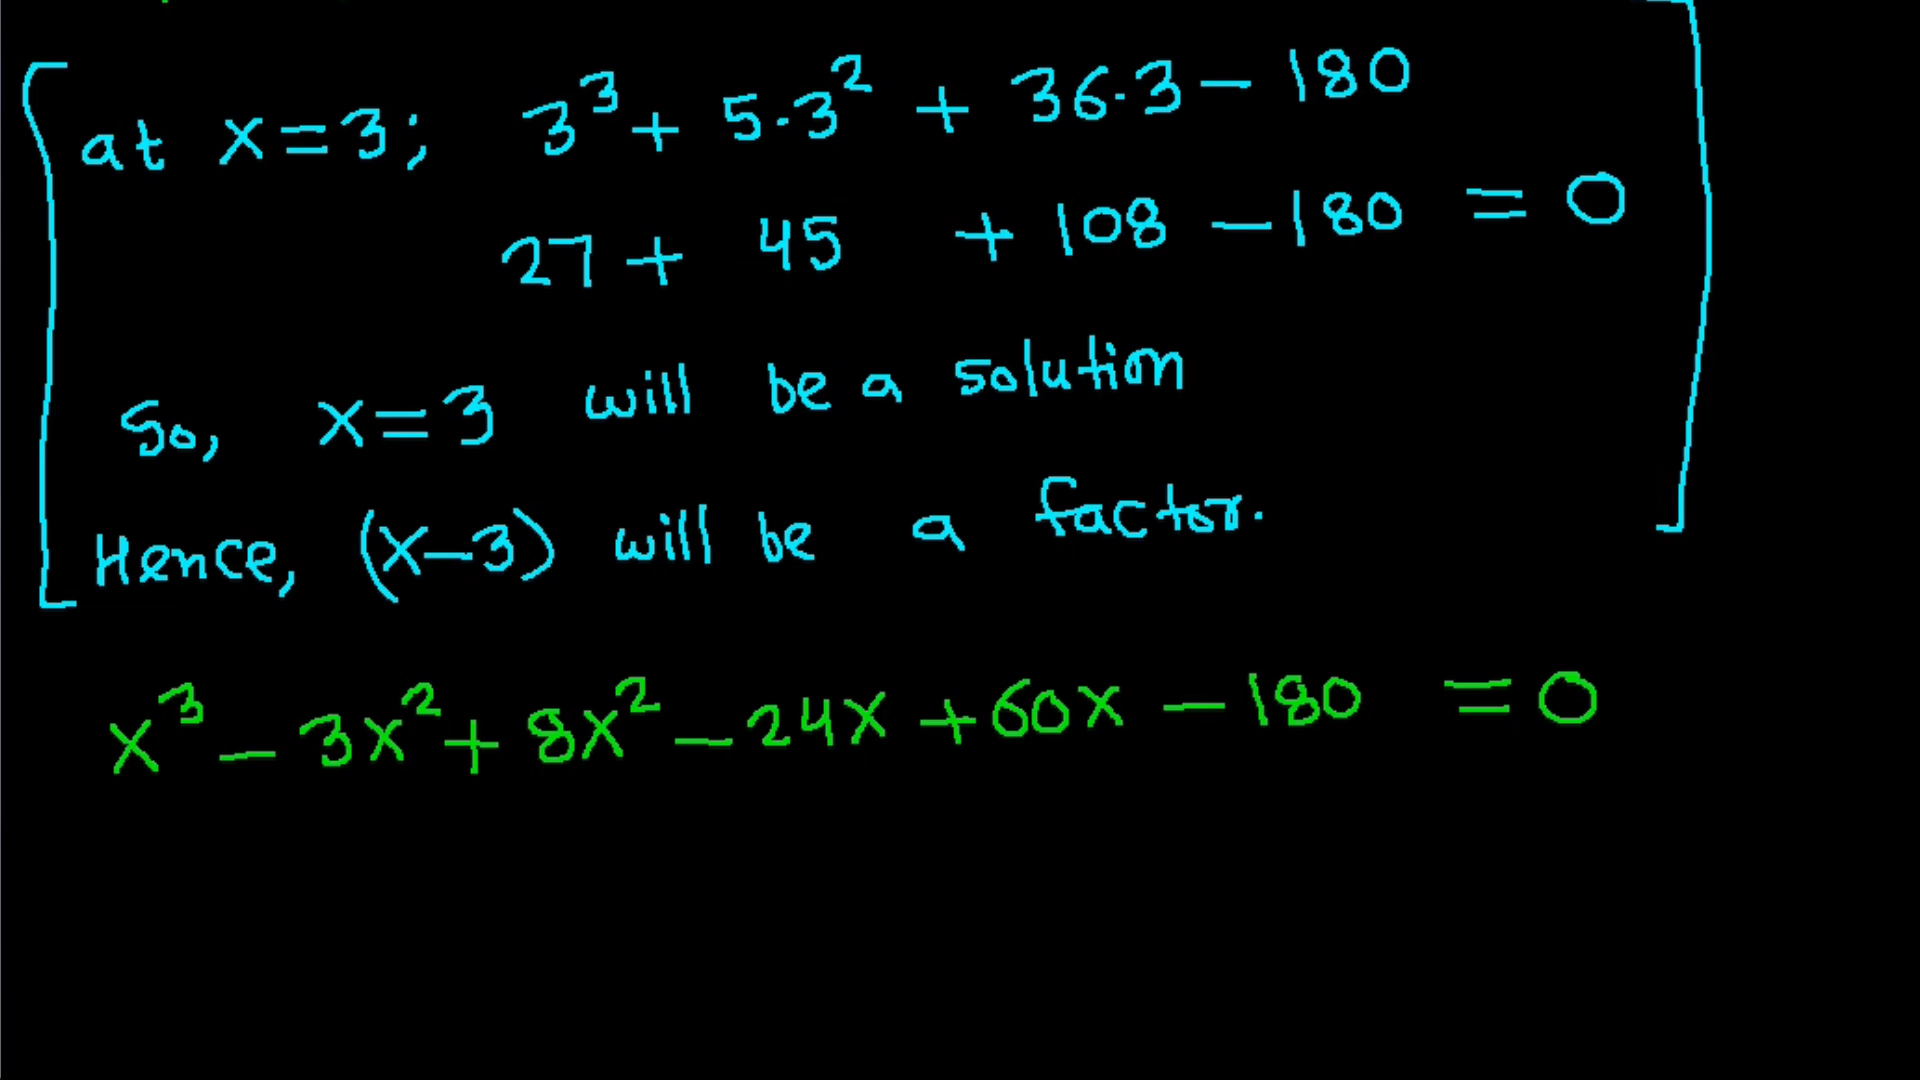 at x=3; 3³ + 5·3² + 36·3 - 180
27 + 45 + 108 - 180 = 0
So, x=3 will be a solution
Hence, (x-3) will be a factor.
x³ - 3x² + 8x² - 24x + 60x - 180 = 0